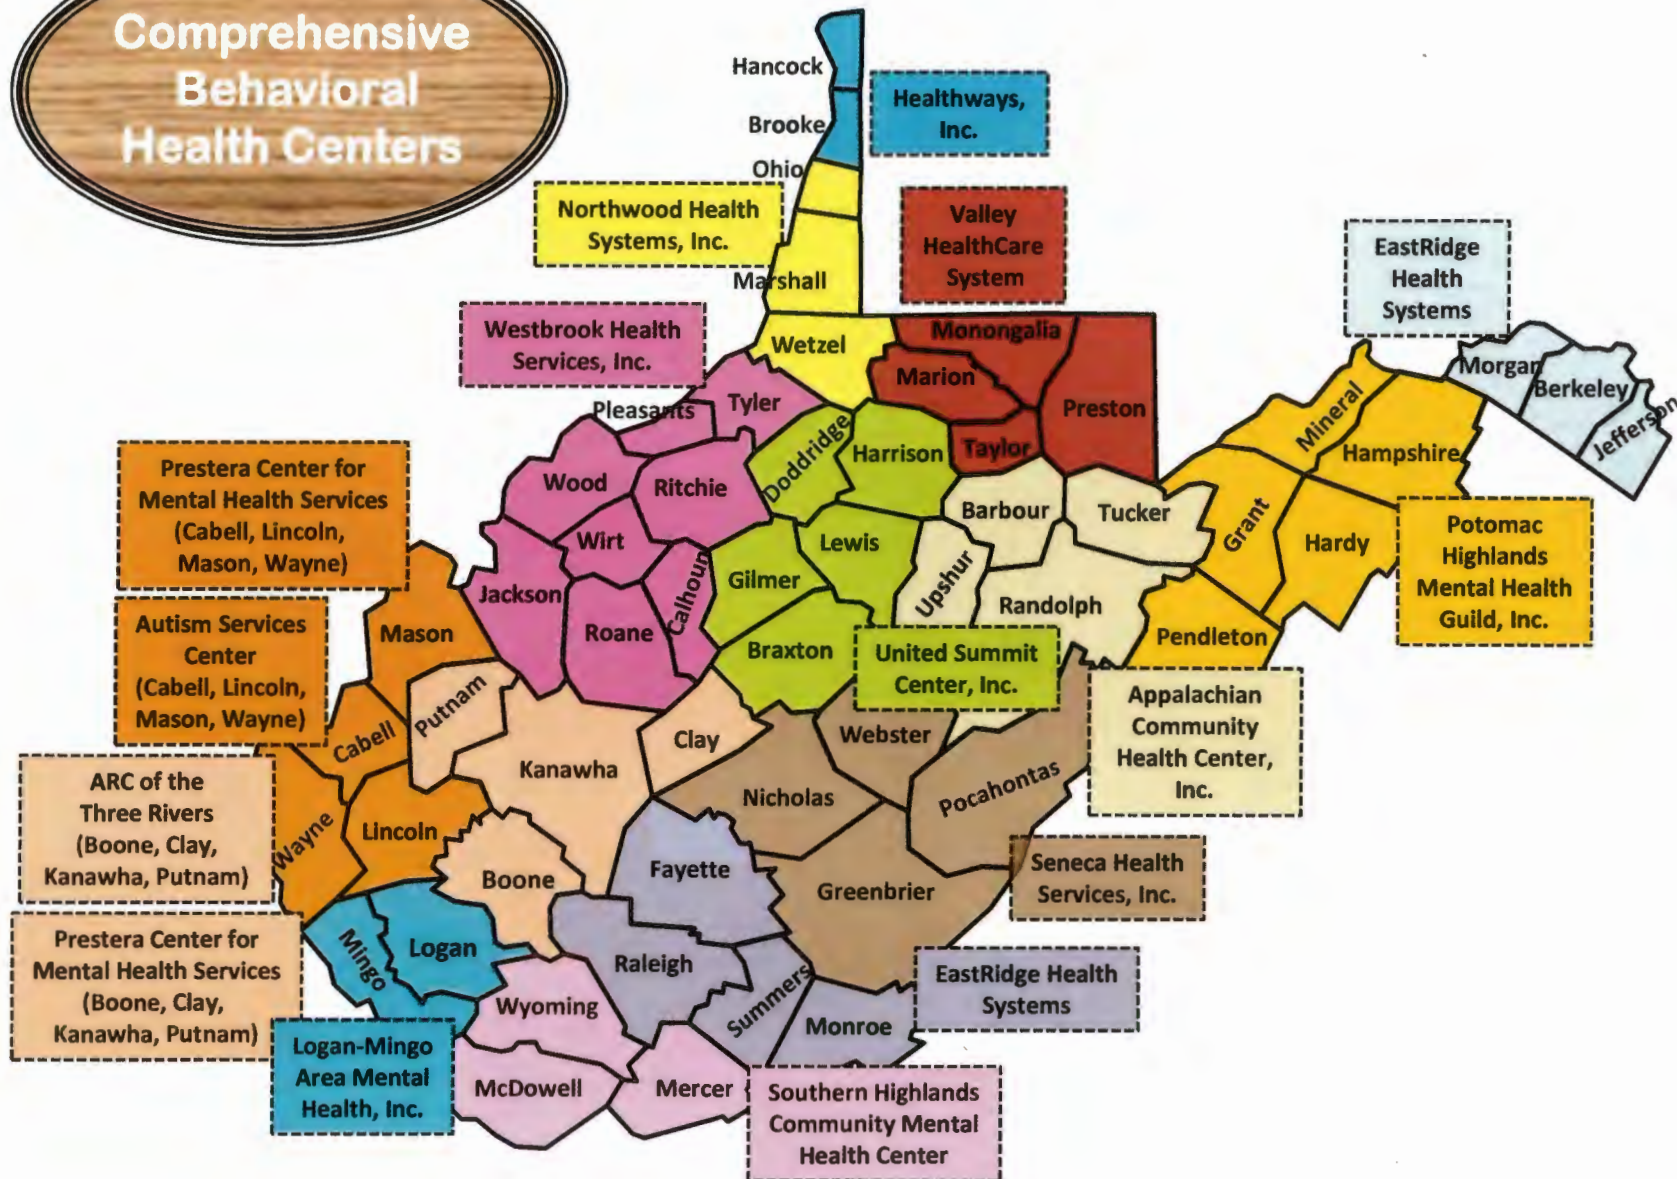 Comprehensive
Behavioral
Health Centers
Hancock
Healthways,
Inc.
Brooke
Ohio
Northwood Health
Systems, Inc.
Valley
HealthCare
System
EastRidge
Health
Systems
Marshall
Westbrook Health
Services, Inc.
Wetzel
Monongalia
Marion
Preston
Taylor
Morgan
Berkeley
Jefferson
Mineral
Hampshire
Pleasants
Tyler
Doddridge
Harrison
Wood
Ritchie
Barbour
Tucker
Grant
Hardy
Potomac
Highlands
Mental Health
Guild, Inc.
Prestera Center for
Mental Health Services
(Cabell, Lincoln,
Mason, Wayne)
Wirt
Lewis
Gilmer
Upshur
Randolph
Jackson
Roane
Calhoun
Mason
Braxton
United Summit
Center, Inc.
Pendleton
Autism Services
Center
(Cabell, Lincoln,
Mason, Wayne)
Appalachian
Community
Health Center,
Inc.
Putnam
Cabell
Clay
Webster
Kanawha
Nicholas
Pocahontas
ARC of the
Three Rivers
(Boone, Clay,
Kanawha, Putnam)
Wayne
Lincoln
Boone
Fayette
Greenbrier
Seneca Health
Services, Inc.
Prestera Center for
Mental Health Services
(Boone, Clay,
Kanawha, Putnam)
Mingo
Logan
Raleigh
Summers
EastRidge Health
Systems
Wyoming
Monroe
Logan-Mingo
Area Mental
Health, Inc.
McDowell
Mercer
Southern Highlands
Community Mental
Health Center